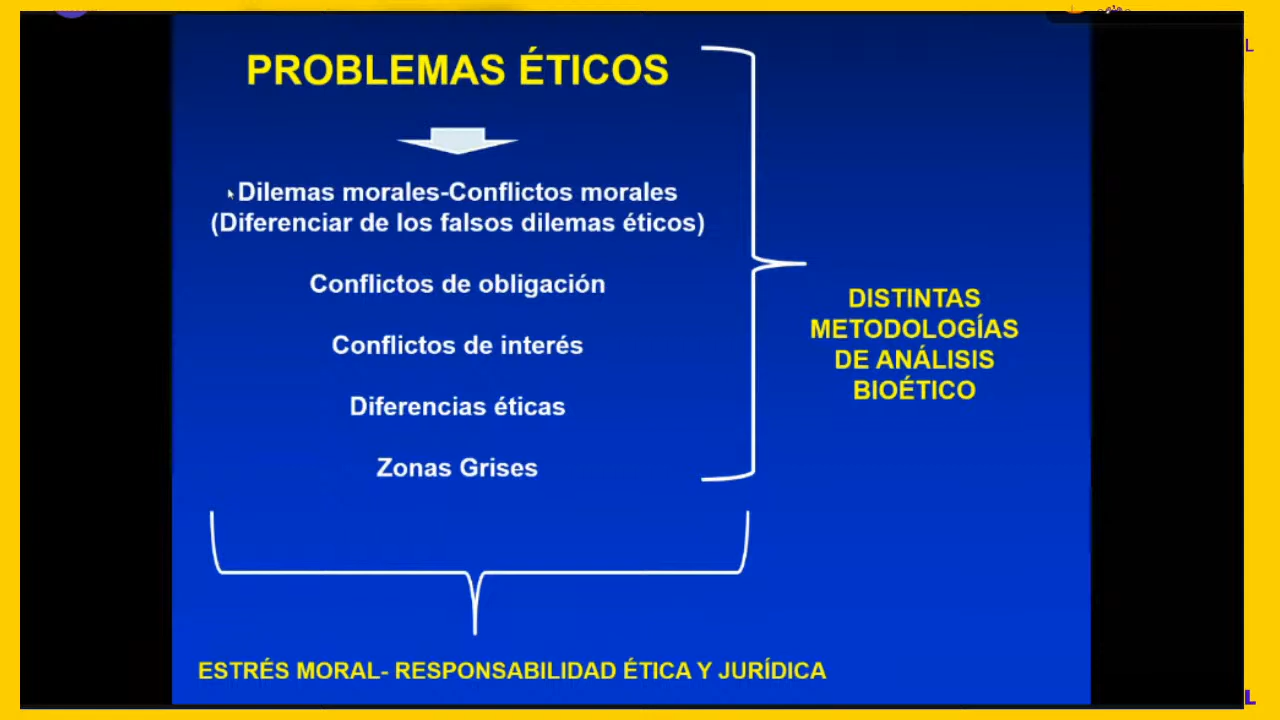 PROBLEMAS ÉTICOS
Dilemas morales-Conflictos morales
(Diferenciar de los falsos dilemas éticos)
Conflictos de obligación
Conflictos de interés
Diferencias éticas
Zonas Grises
DISTINTAS
METODOLOGÍAS
DE ANÁLISIS
BIOÉTICO
ESTRÉS MORAL- RESPONSABILIDAD ÉTICA Y JURÍDICA
L
L